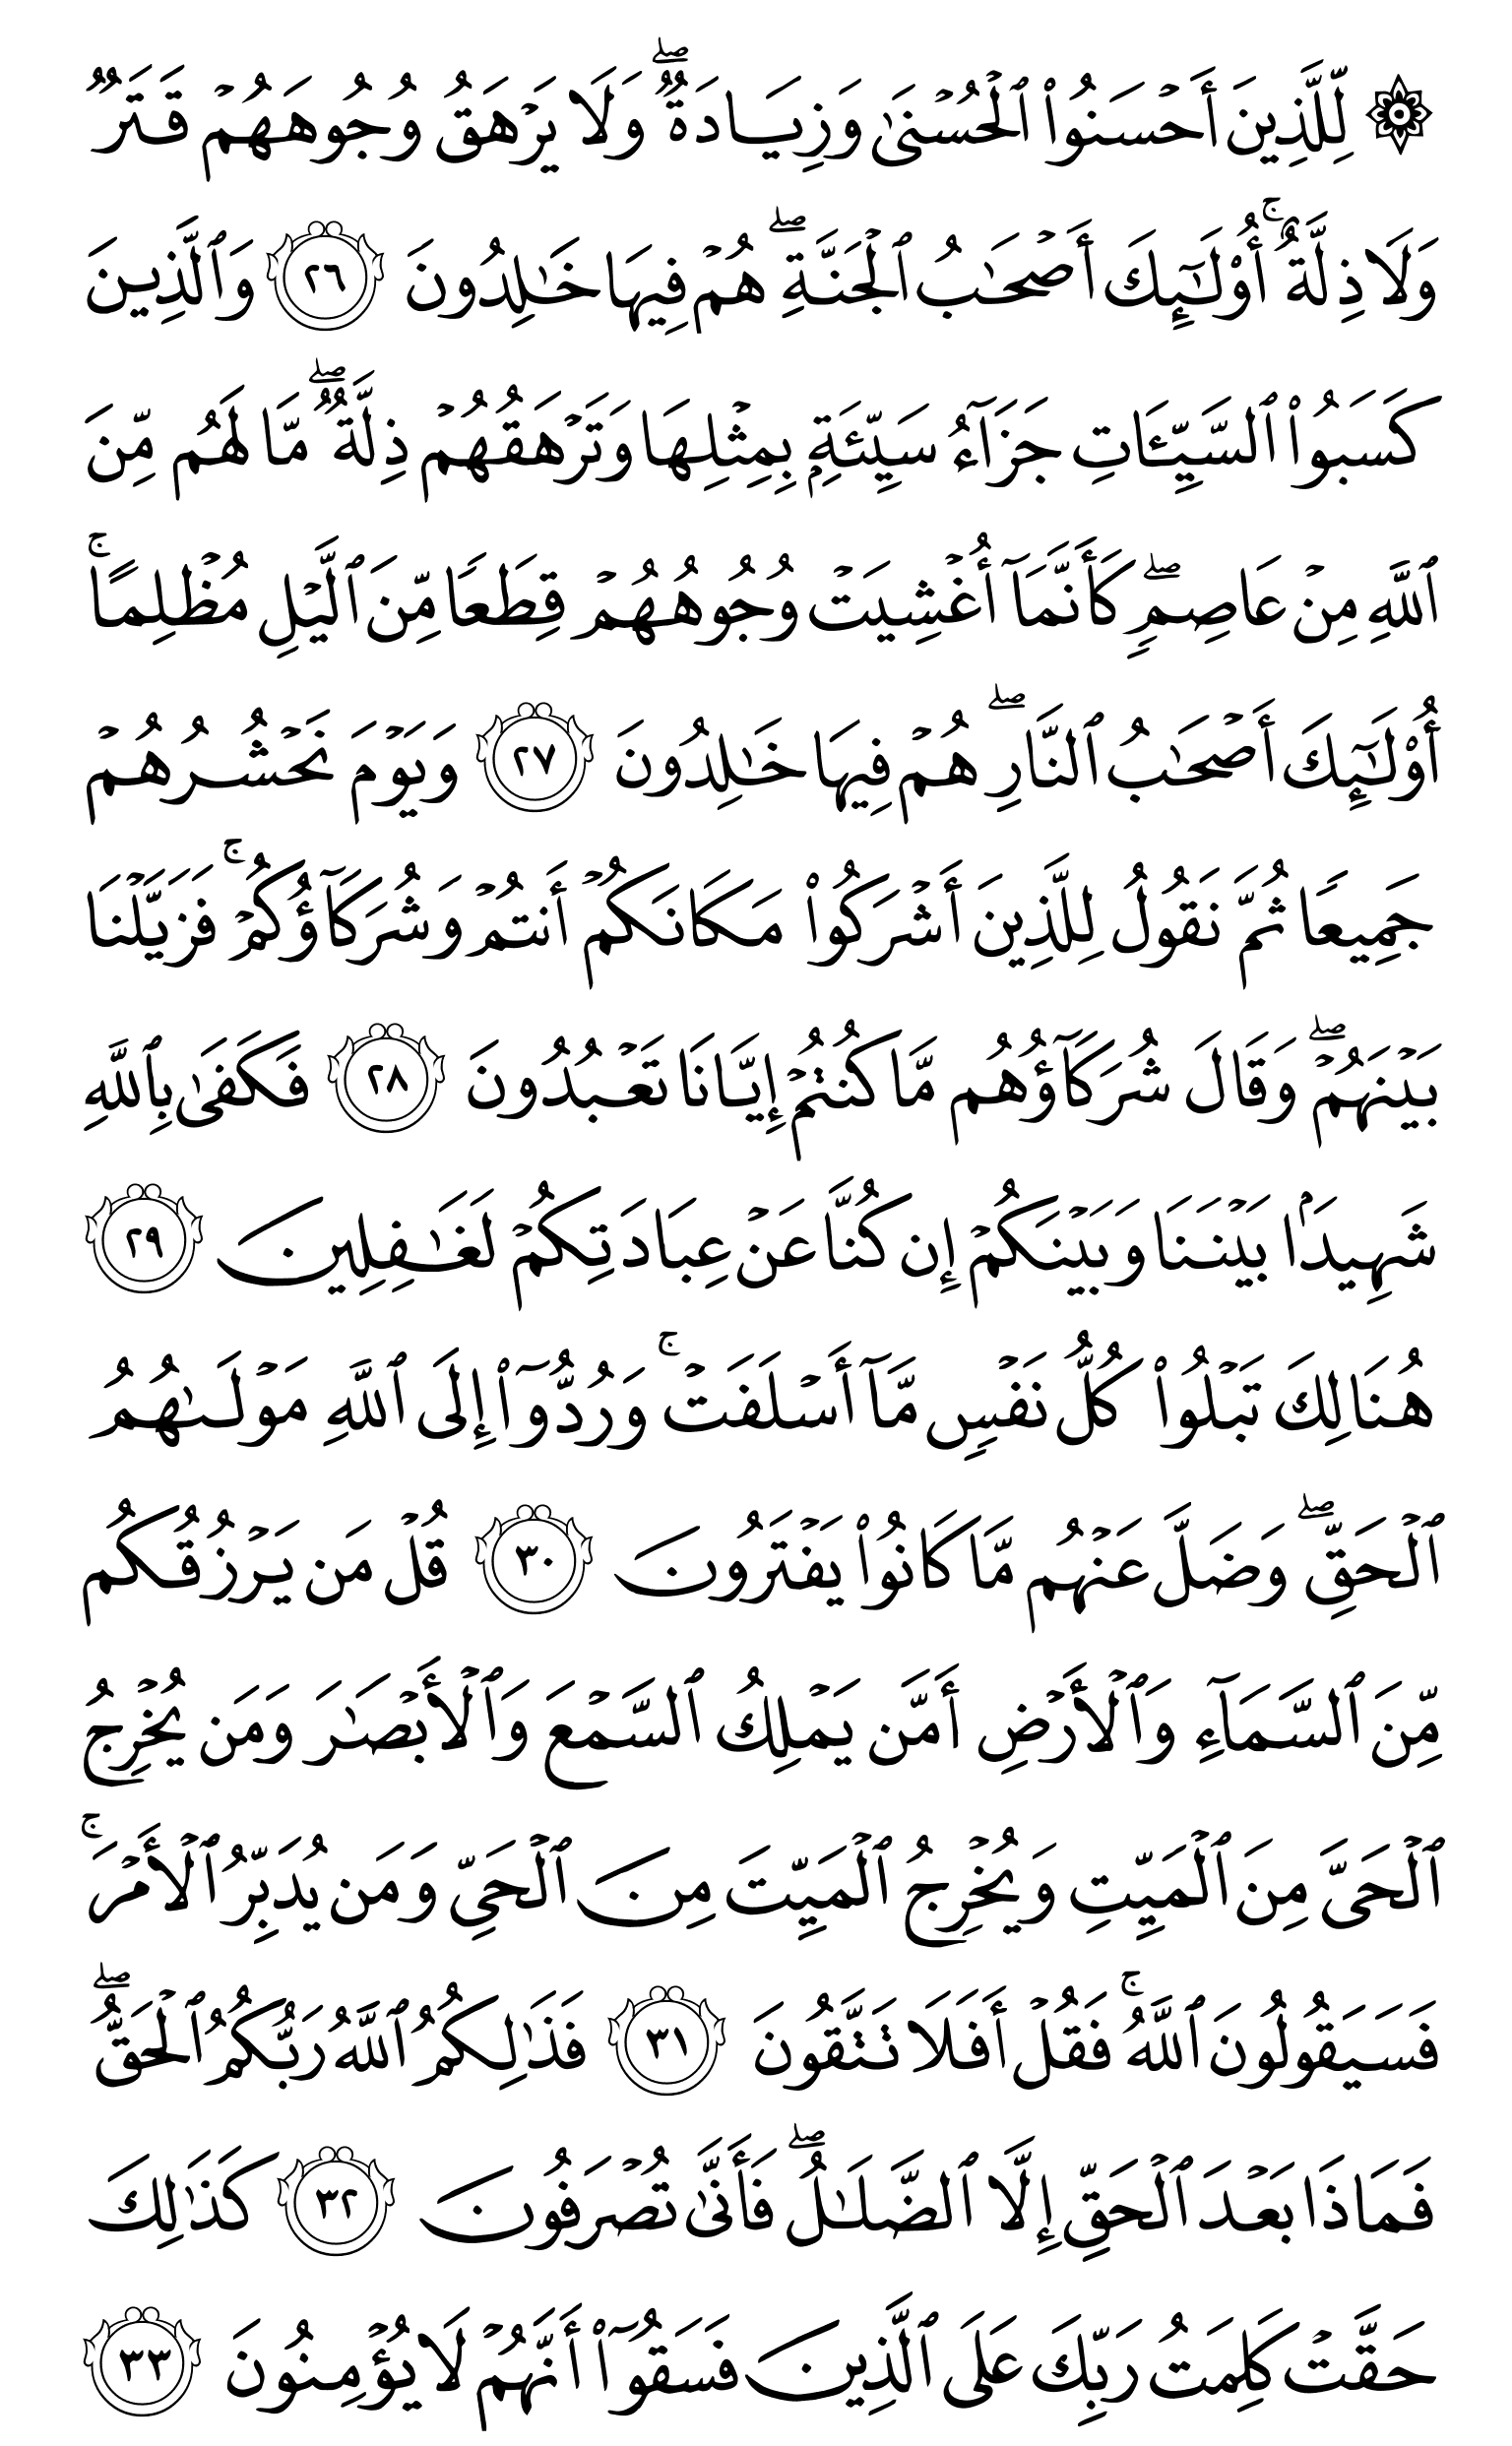 ۞ لِّلَّذِينَ أَحْسَنُوا۟ ٱلْحُسْنَىٰ وَزِيَادَةٌۖ وَلَا يَرْهَقُ وُجُوهَهُمْ قَتَرٌ
وَلَا ذِلَّةٌۚ أُو۟لَـٰٓئِكَ أَصْحَـٰبُ ٱلْجَنَّةِۖ هُمْ فِيهَا خَـٰلِدُونَ ٢٦ وَٱلَّذِينَ
كَسَبُوا۟ ٱلسَّيِّـَٔاتِ جَزَآءُ سَيِّئَةٍۭ بِمِثْلِهَا وَتَرْهَقُهُمْ ذِلَّةٌۖ مَّا لَهُم مِّنَ
ٱللَّهِ مِنْ عَاصِمٍۖ كَأَنَّمَآ أُغْشِيَتْ وُجُوهُهُمْ قِطَعًا مِّنَ ٱلَّيْلِ مُظْلِمًاۚ
أُو۟لَـٰٓئِكَ أَصْحَـٰبُ ٱلنَّارِۖ هُمْ فِيهَا خَـٰلِدُونَ ٢٧ وَيَوْمَ نَحْشُرُهُمْ
جَمِيعًا ثُمَّ نَقُولُ لِلَّذِينَ أَشْرَكُوا۟ مَكَانَكُمْ أَنتُمْ وَشُرَكَآؤُكُمْۚ فَزَيَّلْنَا
بَيْنَهُمْۖ وَقَالَ شُرَكَآؤُهُم مَّا كُنتُمْ إِيَّانَا تَعْبُدُونَ ٢٨ فَكَفَىٰ بِٱللَّهِ
شَهِيدًۢا بَيْنَنَا وَبَيْنَكُمْ إِن كُنَّا عَنْ عِبَادَتِكُمْ لَغَـٰفِلِينَ ٢٩
هُنَالِكَ تَبْلُوا۟ كُلُّ نَفْسٍ مَّآ أَسْلَفَتْۚ وَرُدُّوٓا۟ إِلَى ٱللَّهِ مَوْلَىٰهُمُ
ٱلْحَقِّۖ وَضَلَّ عَنْهُم مَّا كَانُوا۟ يَفْتَرُونَ ٣٠ قُلْ مَن يَرْزُقُكُم
مِّنَ ٱلسَّمَآءِ وَٱلْأَرْضِ أَمَّن يَمْلِكُ ٱلسَّمْعَ وَٱلْأَبْصَـٰرَ وَمَن يُخْرِجُ
ٱلْحَىَّ مِنَ ٱلْمَيِّتِ وَيُخْرِجُ ٱلْمَيِّتَ مِنَ ٱلْحَىِّ وَمَن يُدَبِّرُ ٱلْأَمْرَۚ
فَسَيَقُولُونَ ٱللَّهُۚ فَقُلْ أَفَلَا تَتَّقُونَ ٣١ فَذَٰلِكُمُ ٱللَّهُ رَبُّكُمُ ٱلْحَقُّۖ
فَمَاذَا بَعْدَ ٱلْحَقِّ إِلَّا ٱلضَّلَـٰلُۖ فَأَنَّىٰ تُصْرَفُونَ ٣٢ كَذَٰلِكَ
حَقَّتْ كَلِمَتُ رَبِّكَ عَلَى ٱلَّذِينَ فَسَقُوٓا۟ أَنَّهُمْ لَا يُؤْمِنُونَ ٣٣